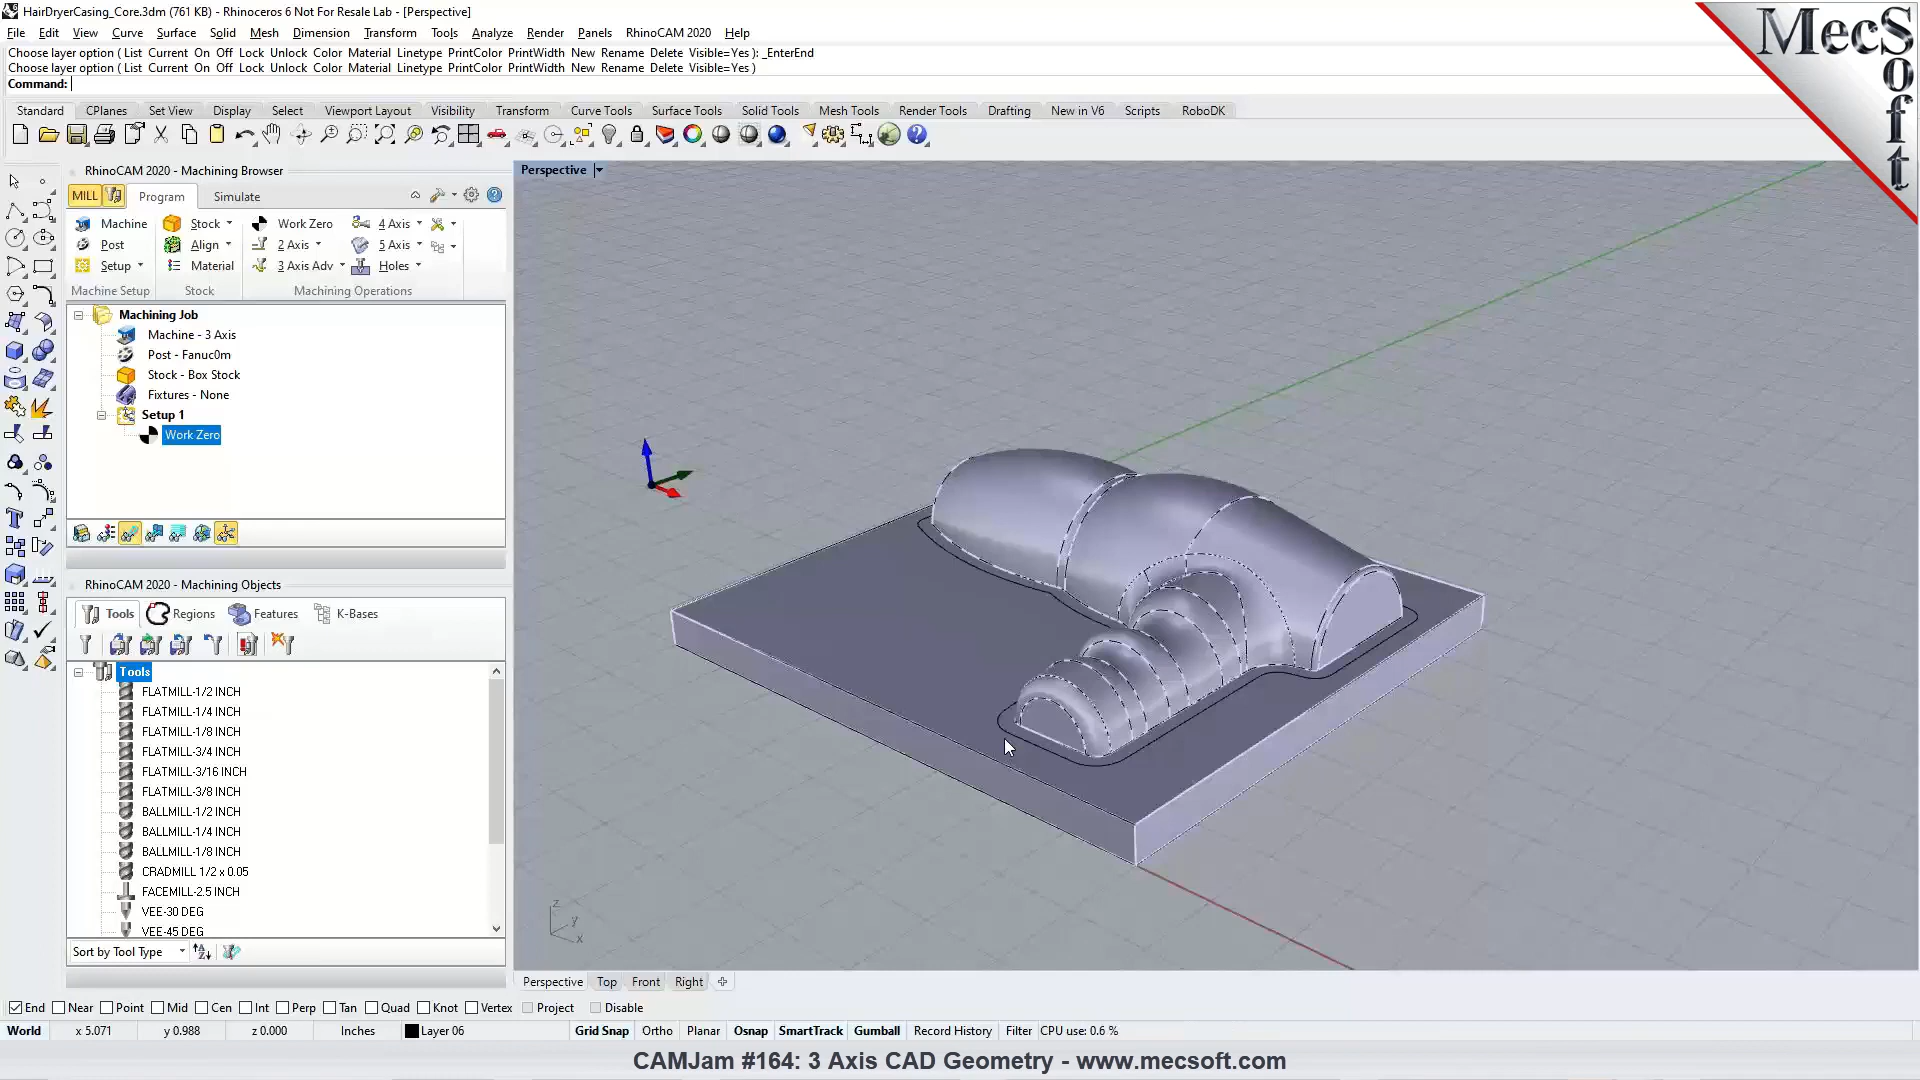 HairDryerCasing_Core.3dm (761 KB) - Rhinoceros 6 Not For Resale Lab - [Perspective]
File Edit View Curve Surface Solid Mesh Dimension Transform Tools Analyze Render Panels RhinoCAM 2020 Help
Choose layer option ( List Current On Off Lock Unlock Color Material Linetype PrintColor PrintWidth New Rename Delete Visible=Yes ): _EnterEnd
Choose layer option ( List Current On Off Lock Unlock Color Material Linetype PrintColor PrintWidth New Rename Delete Visible=Yes )
Command:
MecSoft
Standard CPlanes Set View Display Select Viewport Layout Visibility Transform Curve Tools Surface Tools Solid Tools Mesh Tools Render Tools Drafting New in V6 Scripts RoboDK
RhinoCAM 2020 - Machining Browser
MILL Program Simulate
Machine Stock Work Zero 4 Axis
Post Align 2 Axis 5 Axis
Setup Material 3 Axis Adv Holes
Machine Setup Stock Machining Operations
Machining Job
Machine - 3 Axis
Post - Fanuc0m
Stock - Box Stock
Fixtures - None
Setup 1
Work Zero
RhinoCAM 2020 - Machining Objects
Tools Regions Features K-Bases
Tools
FLATMILL-1/2 INCH
FLATMILL-1/4 INCH
FLATMILL-1/8 INCH
FLATMILL-3/4 INCH
FLATMILL-3/16 INCH
FLATMILL-3/8 INCH
BALLMILL-1/2 INCH
BALLMILL-1/4 INCH
BALLMILL-1/8 INCH
CRADMILL 1/2 x 0.05
FACEMILL-2.5 INCH
VEE-30 DEG
VEE-45 DEG
Sort by Tool Type
Perspective
z
y
x
Perspective Top Front Right
End Near Point Mid Cen Int Perp Tan Quad Knot Vertex Project Disable
World x 5.071 y 0.988 z 0.000 Inches Layer 06 Grid Snap Ortho Planar Osnap SmartTrack Gumball Record History Filter CPU use: 0.6 %
CAMJam #164: 3 Axis CAD Geometry - www.mecsoft.com